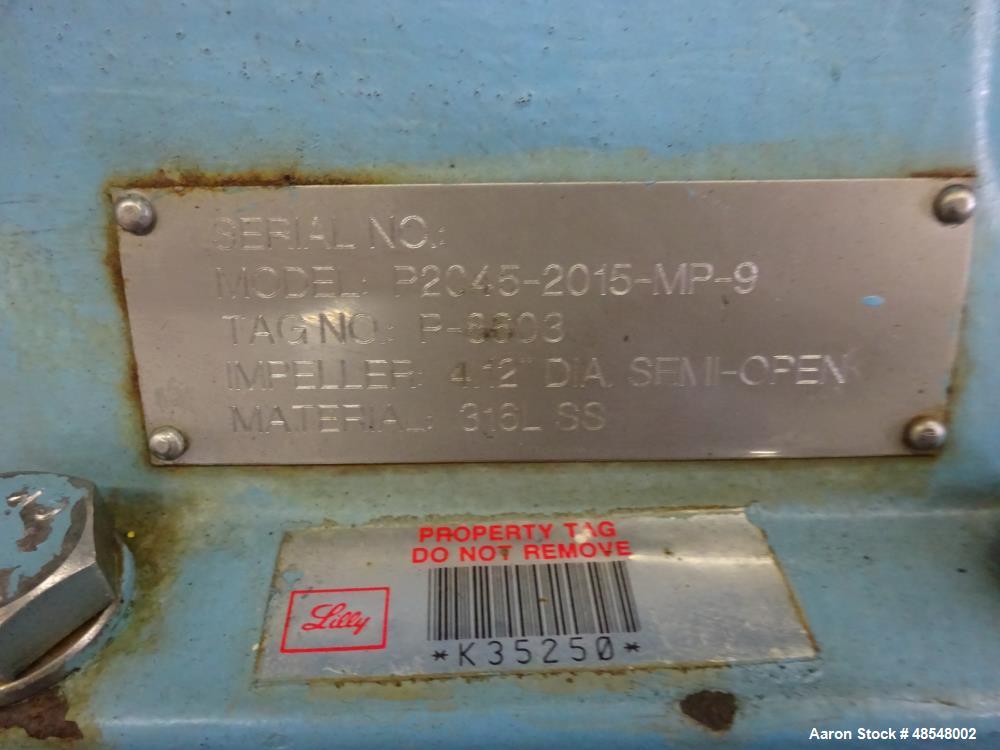 SERIAL NO.:
MODEL: P2045-2015-MP-9
TAG NO.: P-6603
IMPELLER: 4.12" DIA. SEMI-OPEN
MATERIAL: 316L SS
PROPERTY TAG
DO NOT REMOVE
Lilly
*K35250*
Aaron Stock # 48548002